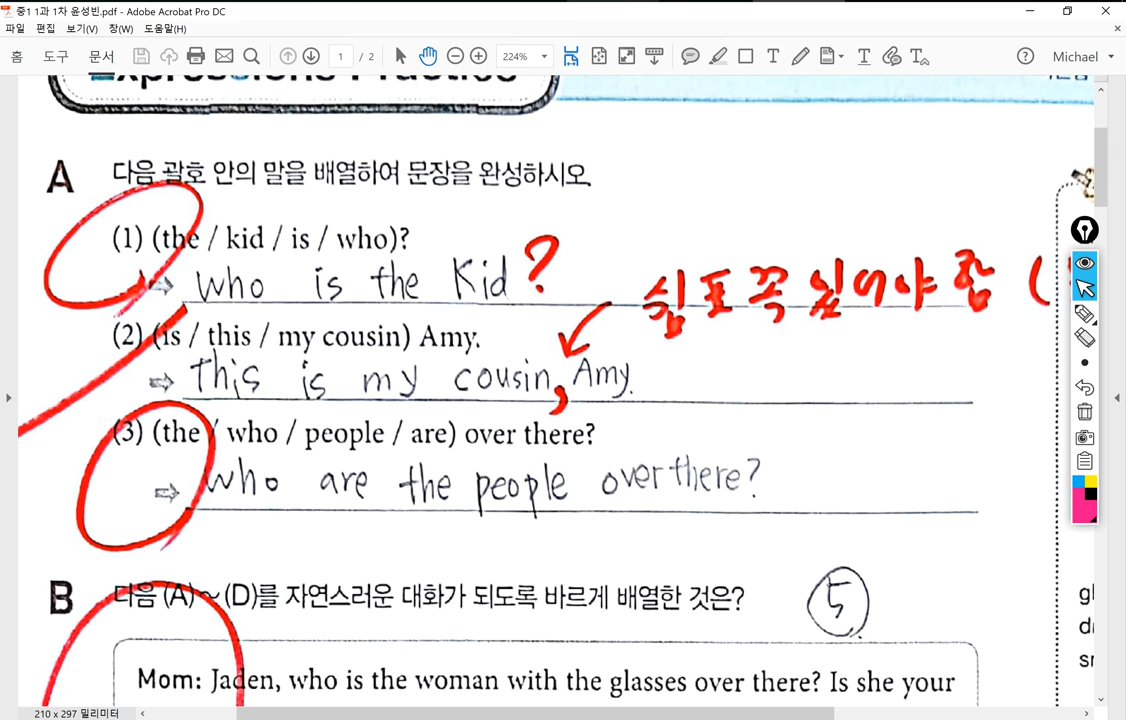 중1 1과 1차 윤성빈.pdf - Adobe Acrobat Pro DC
파일 편집 보기(V) 창(W) 도움말(H)
홈 도구 문서 1 / 2 224% Michael
Expressions Practice
A 다음 괄호 안의 말을 배열하여 문장을 완성하시오.
(1) (the / kid / is / who)?
⇨ who is the kid ?
쉼표 꼭 있어야 함 (
(2) (is / this / my cousin) Amy.
⇨ this is my cousin, Amy.
(3) (the / who / people / are) over there?
⇨ who are the people over there?
B 다음 (A)~(D)를 자연스러운 대화가 되도록 바르게 배열한 것은? 5
gl
di
sr
Mom: Jaden, who is the woman with the glasses over there? Is she your
210 x 297 밀리미터